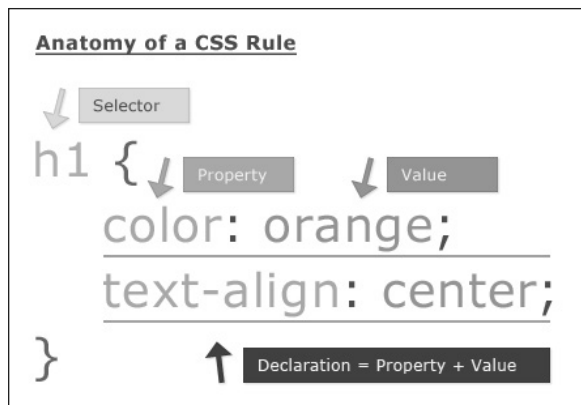 Anatomy of a CSS Rule
Selector
h1 {
Property
Value
color: orange;
text-align: center;
}
Declaration = Property + Value